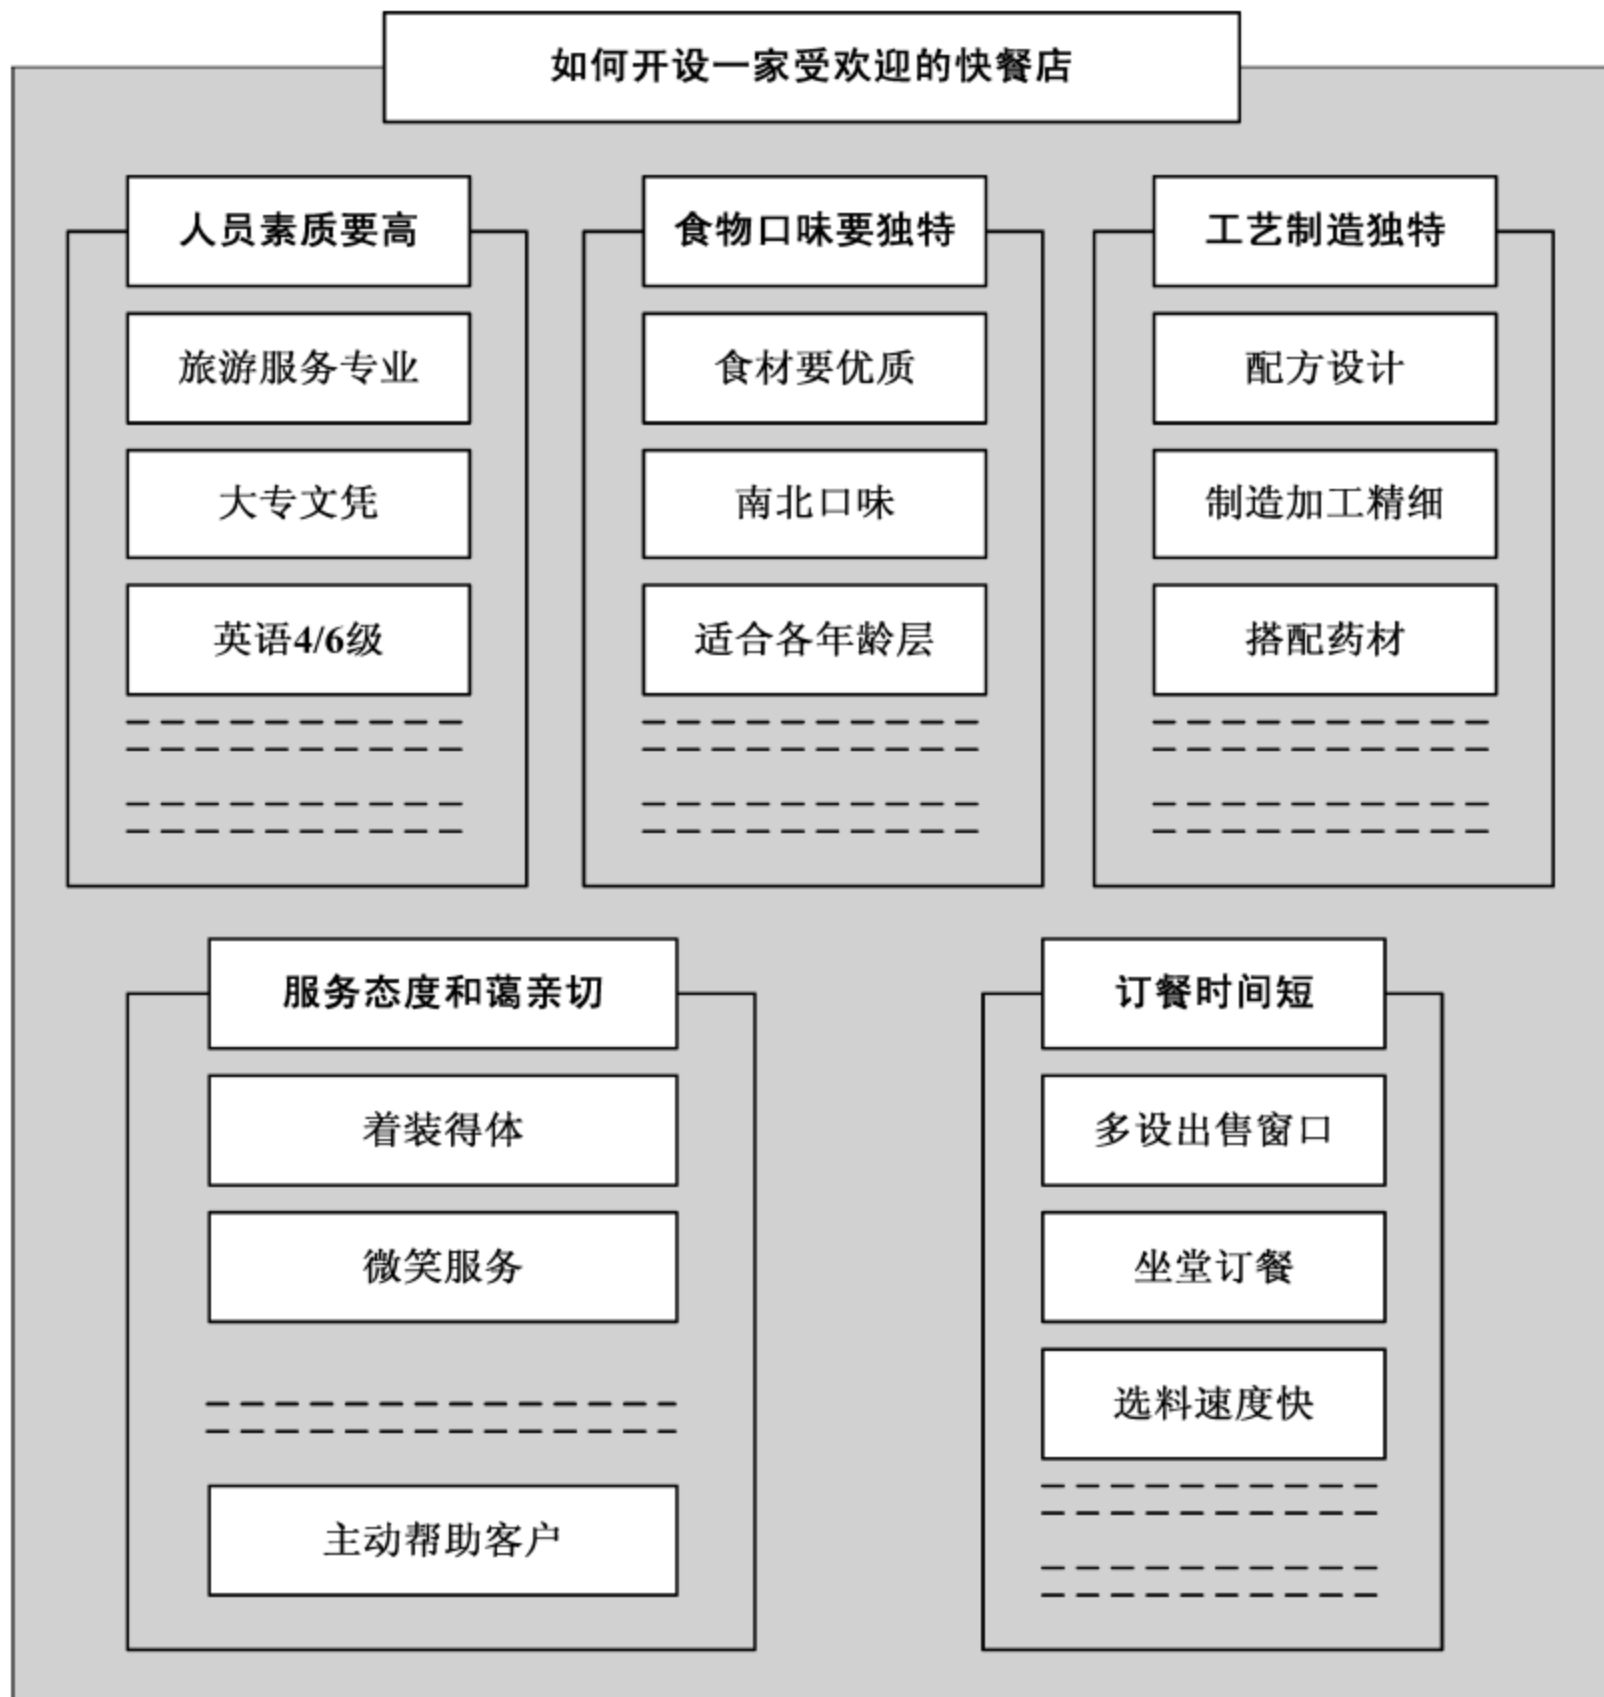 如何开设一家受欢迎的快餐店
人员素质要高
旅游服务专业
大专文凭
英语4/6级
食物口味要独特
食材要优质
南北口味
适合各年龄层
工艺制造独特
配方设计
制造加工精细
搭配药材
服务态度和蔼亲切
着装得体
微笑服务
主动帮助客户
订餐时间短
多设出售窗口
坐堂订餐
选料速度快